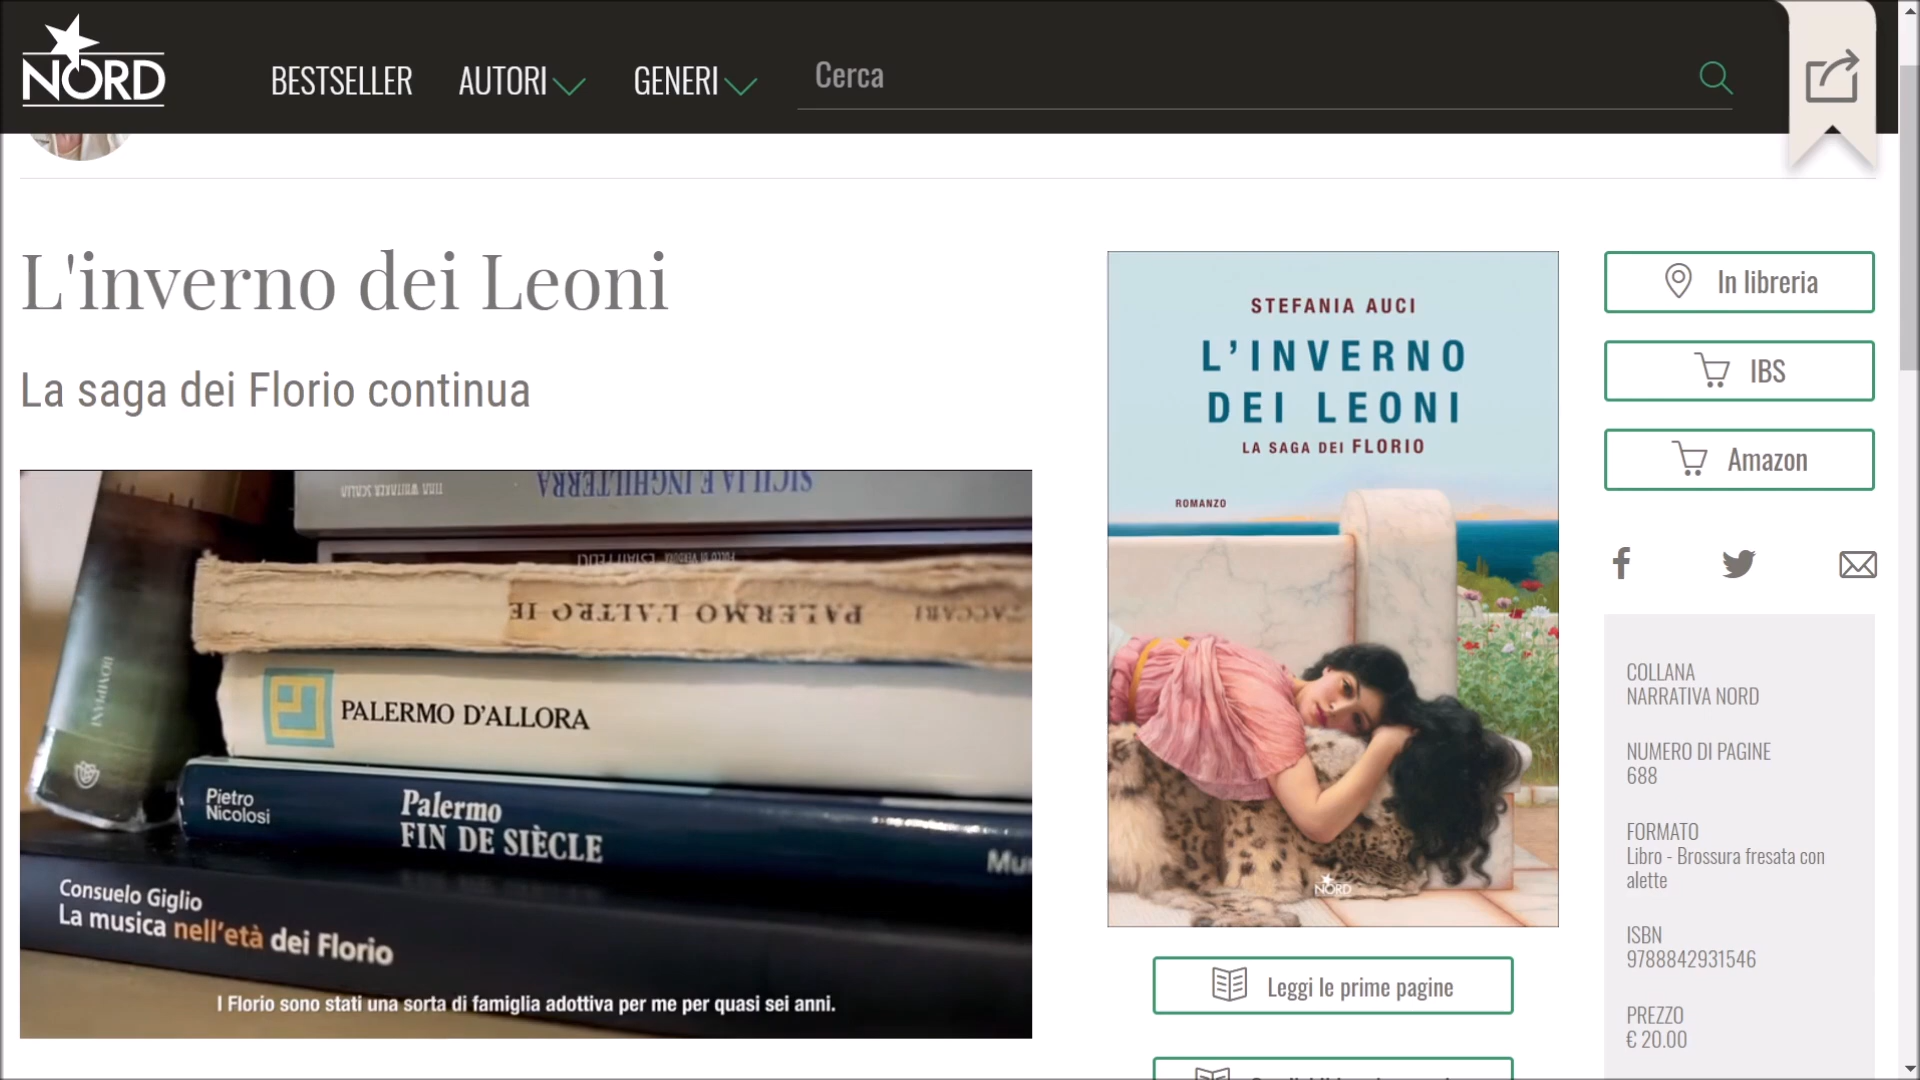 NORD
BESTSELLER
AUTORI
GENERI
Cerca
L'inverno dei Leoni
La saga dei Florio continua
SICILIA E INGHILTERRA
PALERMO L'ALTRO IE
PALERMO D'ALLORA
Pietro
Nicolosi
Palermo
FIN DE SIÈCLE
Mu
Consuelo Giglio
La musica nell'età dei Florio
I Florio sono stati una sorta di famiglia adottiva per me per quasi sei anni.
STEFANIA AUCI
L'INVERNO
DEI LEONI
LA SAGA DEI FLORIO
ROMANZO
NORD
Leggi le prime pagine
In libreria
IBS
Amazon
COLLANA
NARRATIVA NORD
NUMERO DI PAGINE
688
FORMATO
Libro - Brossura fresata con
alette
ISBN
9788842931546
PREZZO
€ 20.00